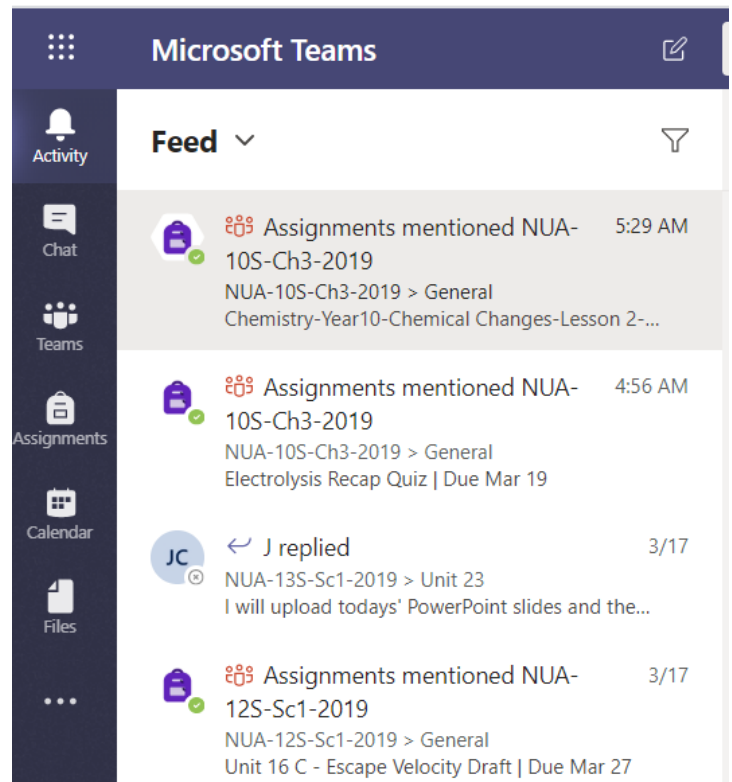 Microsoft Teams
Activity
Chat
Teams
Assignments
Calendar
Files
Feed
Assignments mentioned NUA- 5:29 AM
10S-Ch3-2019
NUA-10S-Ch3-2019 > General
Chemistry-Year10-Chemical Changes-Lesson 2-...
Assignments mentioned NUA- 4:56 AM
10S-Ch3-2019
NUA-10S-Ch3-2019 > General
Electrolysis Recap Quiz | Due Mar 19
JC
J replied 3/17
NUA-13S-Sc1-2019 > Unit 23
I will upload todays' PowerPoint slides and the...
Assignments mentioned NUA- 3/17
12S-Sc1-2019
NUA-12S-Sc1-2019 > General
Unit 16 C - Escape Velocity Draft | Due Mar 27